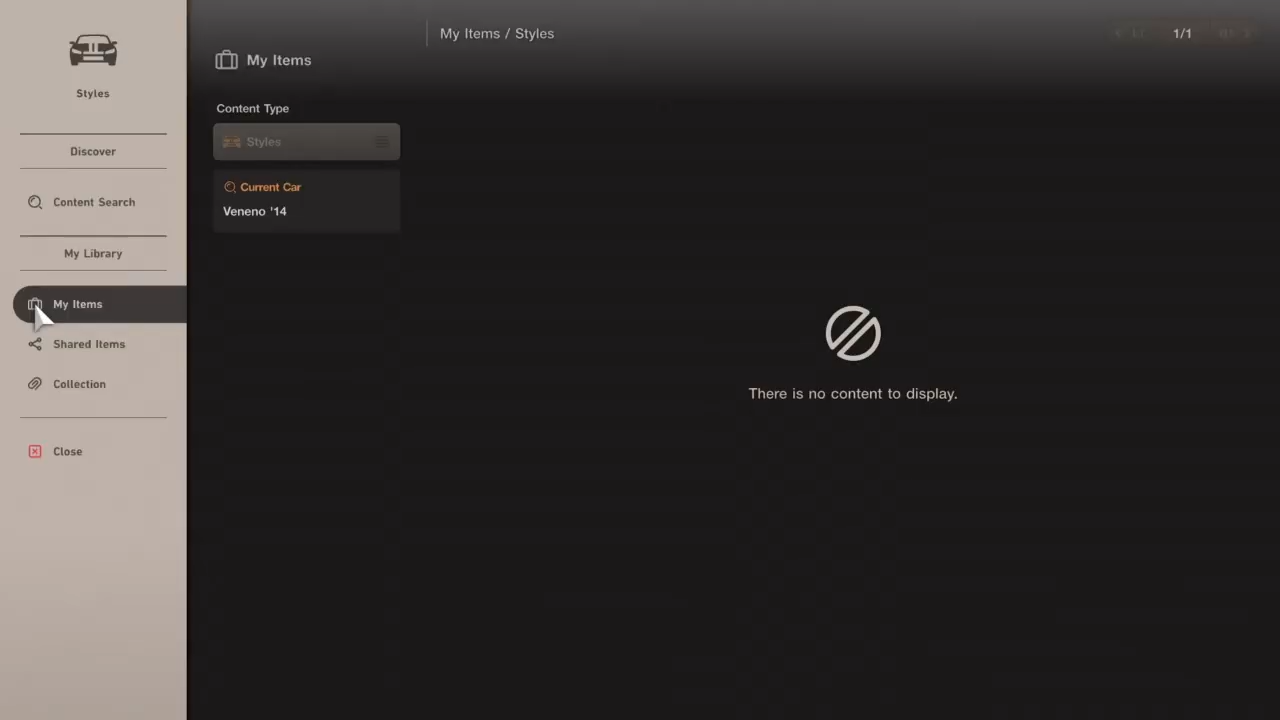 Styles
Discover
Content Search
My Library
My Items
Shared Items
Collection
Close
My Items / Styles
1/1
My Items
Content Type
Styles
Current Car
Veneno '14
There is no content to display.